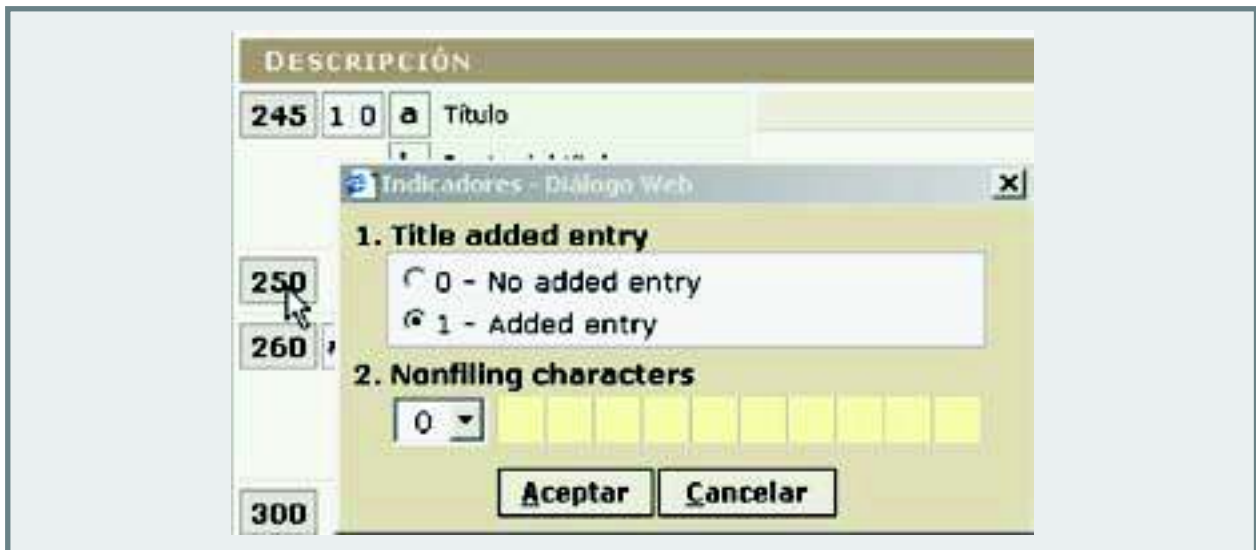 DESCRIPCIÓN
245 1 0 a Título
Indicadores - Diálogo Web
1. Title added entry
0 - No added entry
250
1 - Added entry
260
2. Nonfiling characters
0
Aceptar Cancelar
300